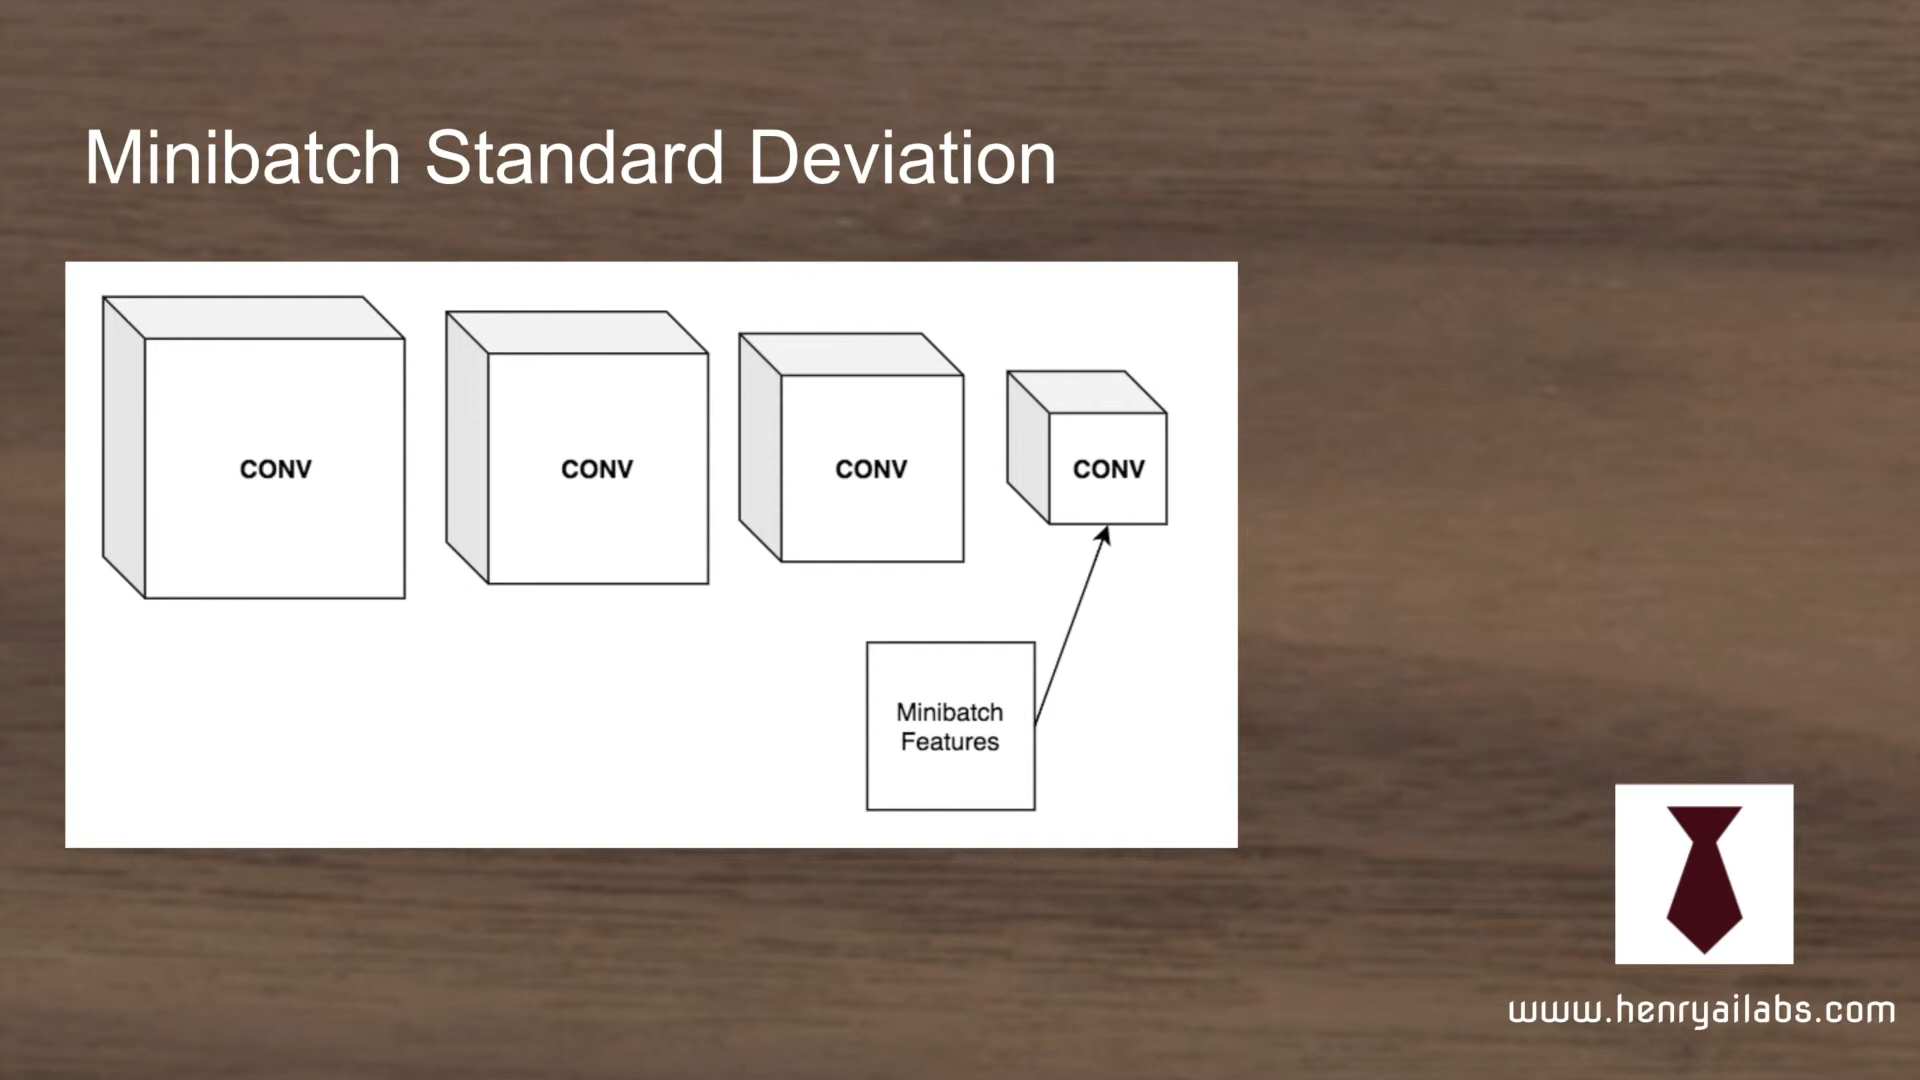 Minibatch Standard Deviation
CONV
CONV
CONV
CONV
Minibatch
Features
www.henryailabs.com